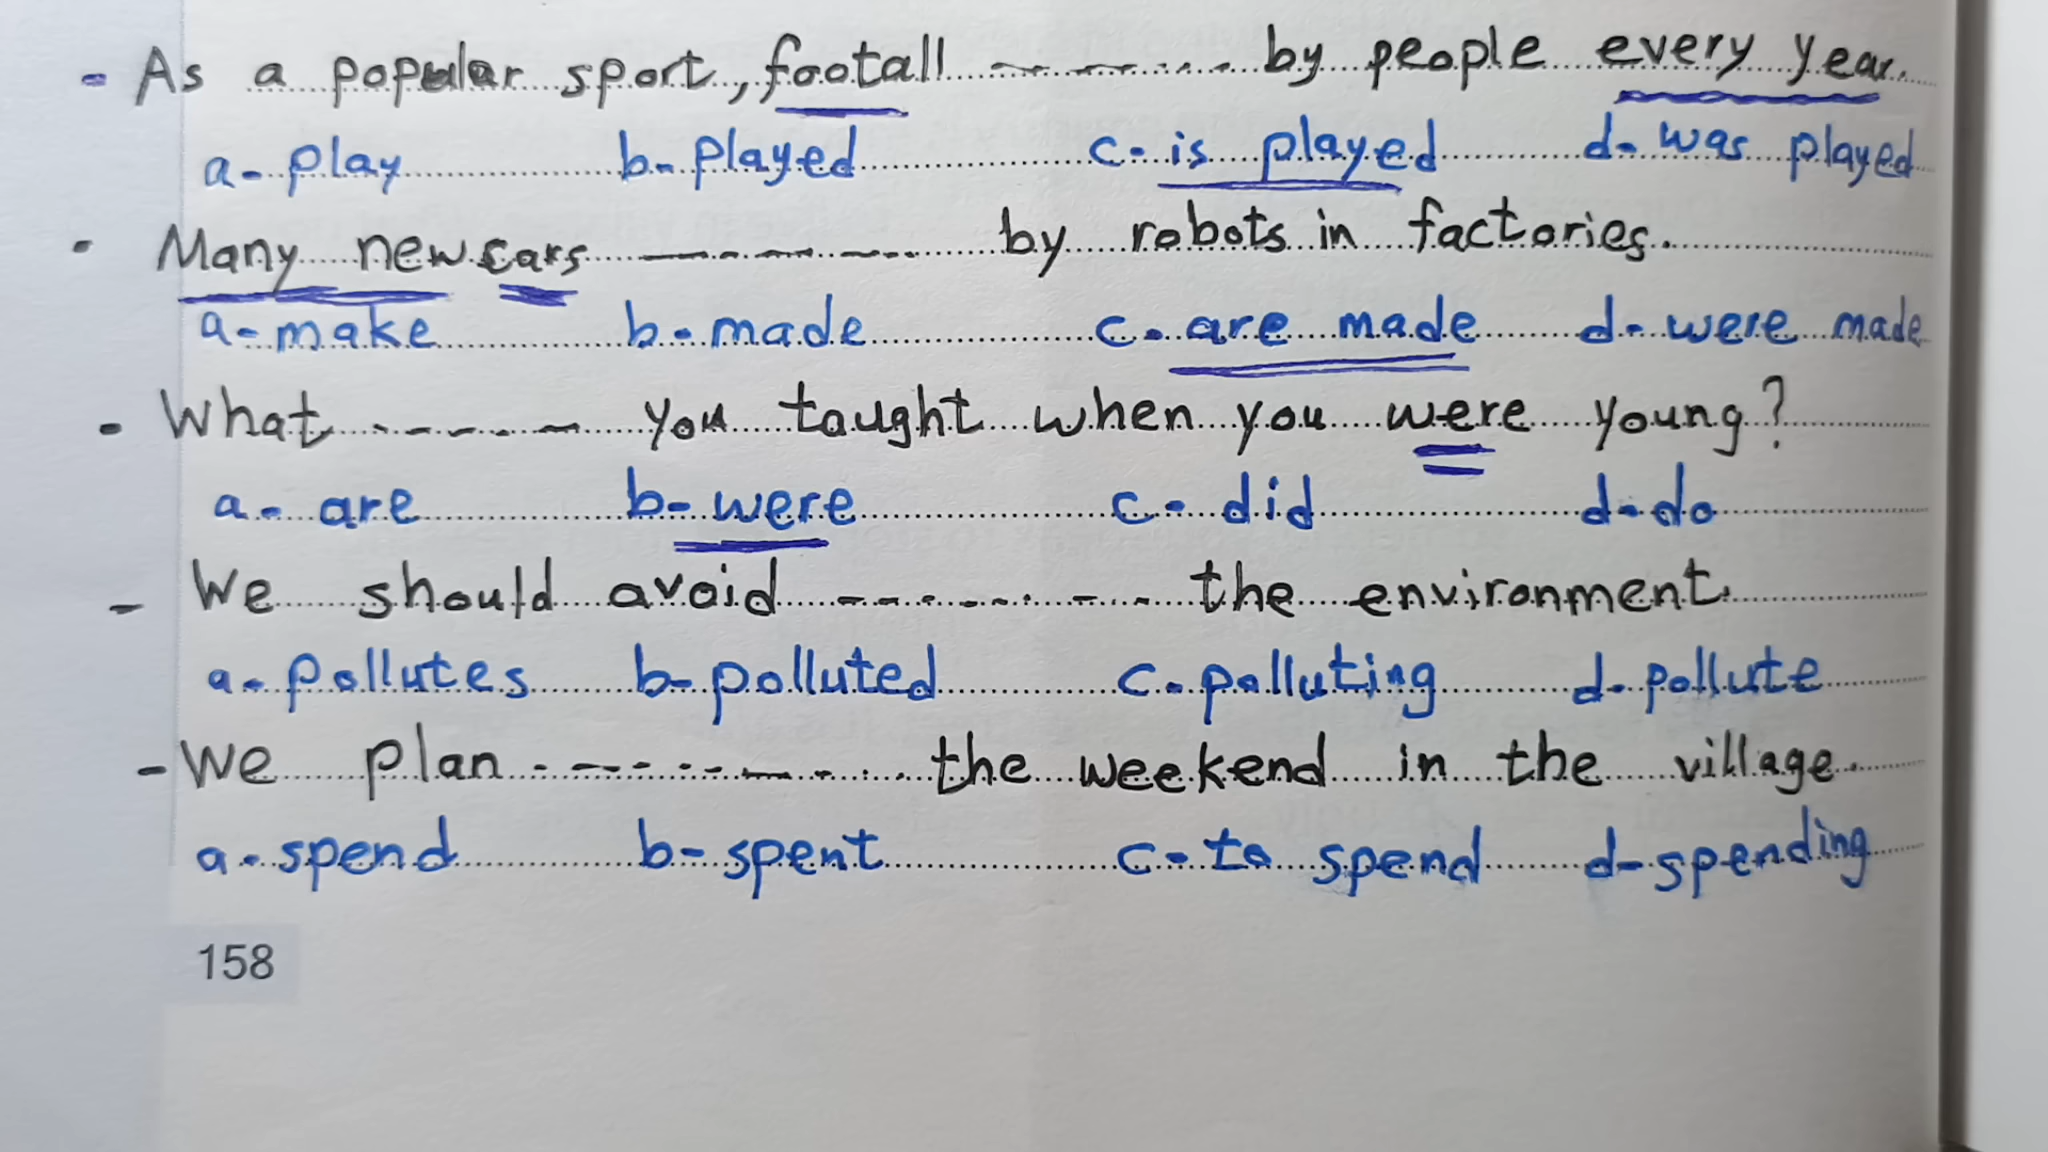 - As a popular sport, footall ---------- by people every year.
a- play b- played c- is played d- was played
- Many new cars ---------- by robots in factories.
a- make b- made c- are made d- were made
- What ------- you taught when you were young?
a- are b- were c- did d- do
- We should avoid ---------- the environment.
a- pollutes b- polluted c- polluting d- pollute
- We plan ---------- the weekend in the village.
a- spend b- spent c- to spend d- spending
158